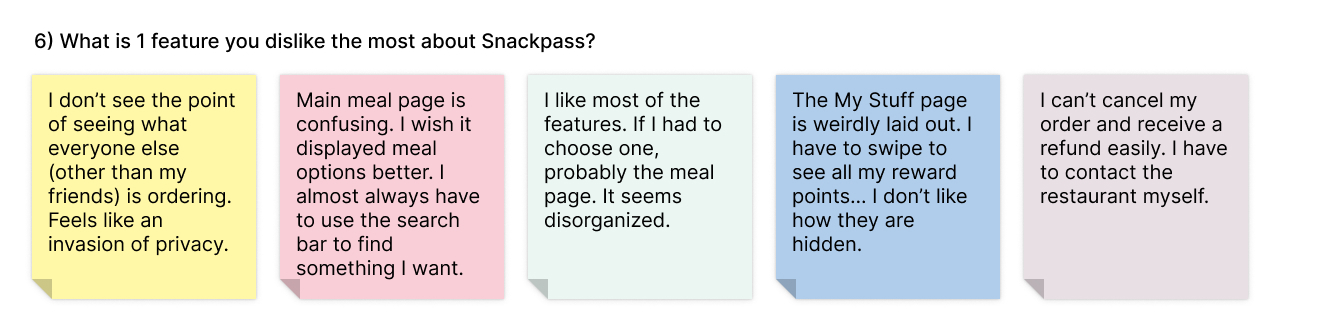 6) What is 1 feature you dislike the most about Snackpass?
I don’t see the point
of seeing what
everyone else
(other than my
friends) is ordering.
Feels like an
invasion of privacy.
Main meal page is
confusing. I wish it
displayed meal
options better. I
almost always have
to use the search
bar to find
something I want.
I like most of the
features. If I had to
choose one,
probably the meal
page. It seems
disorganized.
The My Stuff page
is weirdly laid out. I
have to swipe to
see all my reward
points... I don’t like
how they are
hidden.
I can’t cancel my
order and receive a
refund easily. I have
to contact the
restaurant myself.